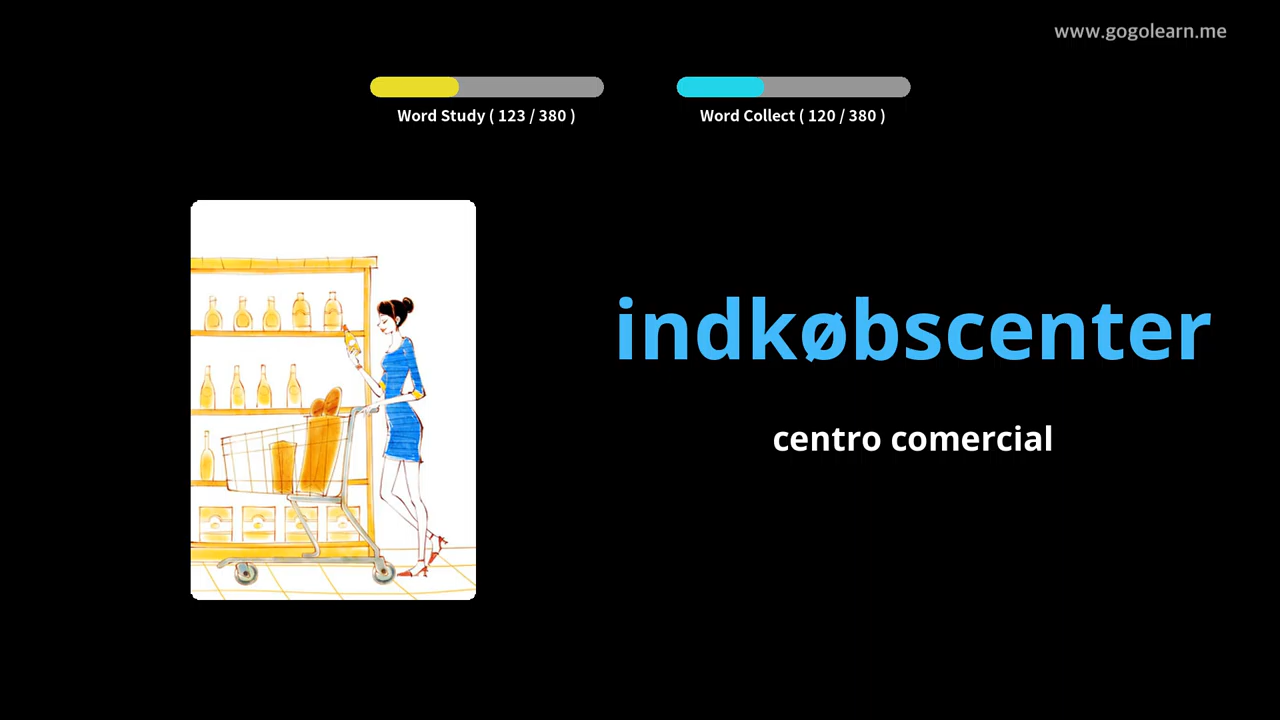 www.gogolearn.me
Word Study ( 123 / 380 )
Word Collect ( 120 / 380 )
indkøbscenter
centro comercial